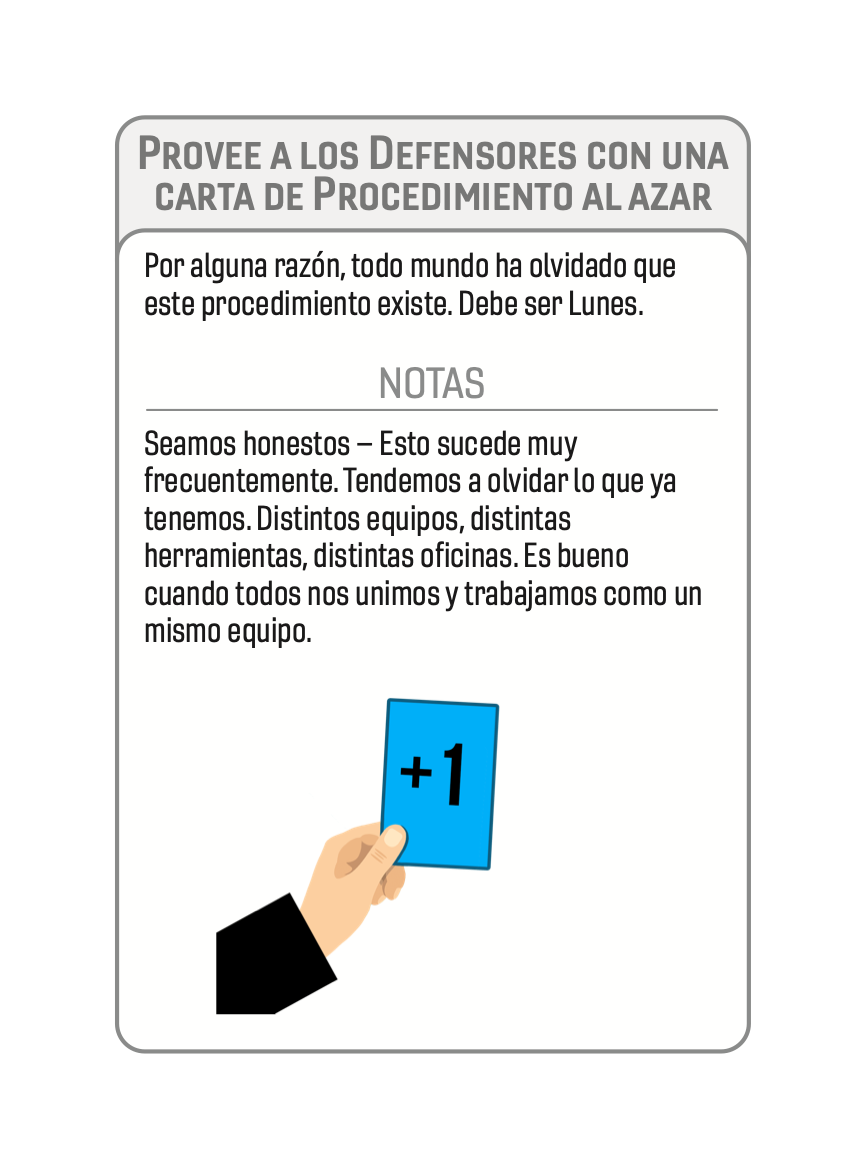 Provee a los Defensores con una
carta de Procedimiento al azar
Por alguna razón, todo mundo ha olvidado que
este procedimiento existe. Debe ser Lunes.
NOTAS
Seamos honestos – Esto sucede muy
frecuentemente. Tendemos a olvidar lo que ya
tenemos. Distintos equipos, distintas
herramientas, distintas oficinas. Es bueno
cuando todos nos unimos y trabajamos como un
mismo equipo.
+1